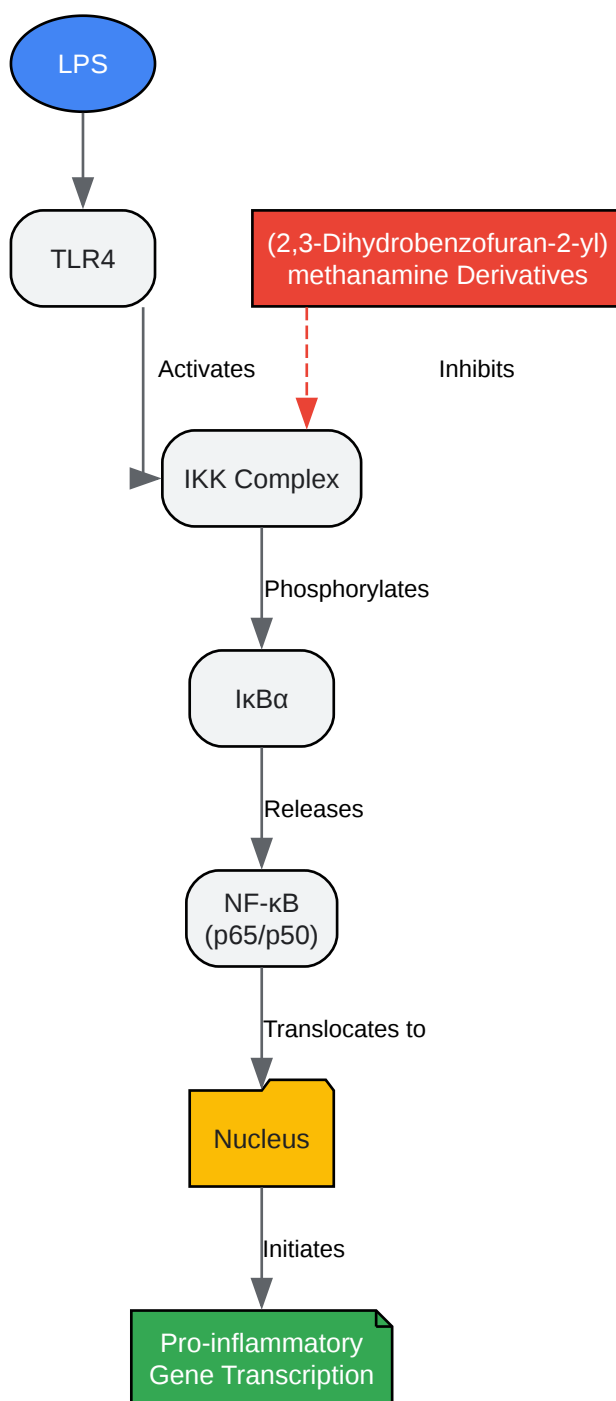 LPS
TLR4
(2,3-Dihydrobenzofuran-2-yl)
methanamine Derivatives
Activates
Inhibits
IKK Complex
Phosphorylates
IκBα
Releases
NF-κB
(p65/p50)
Translocates to
Nucleus
Initiates
Pro-inflammatory
Gene Transcription